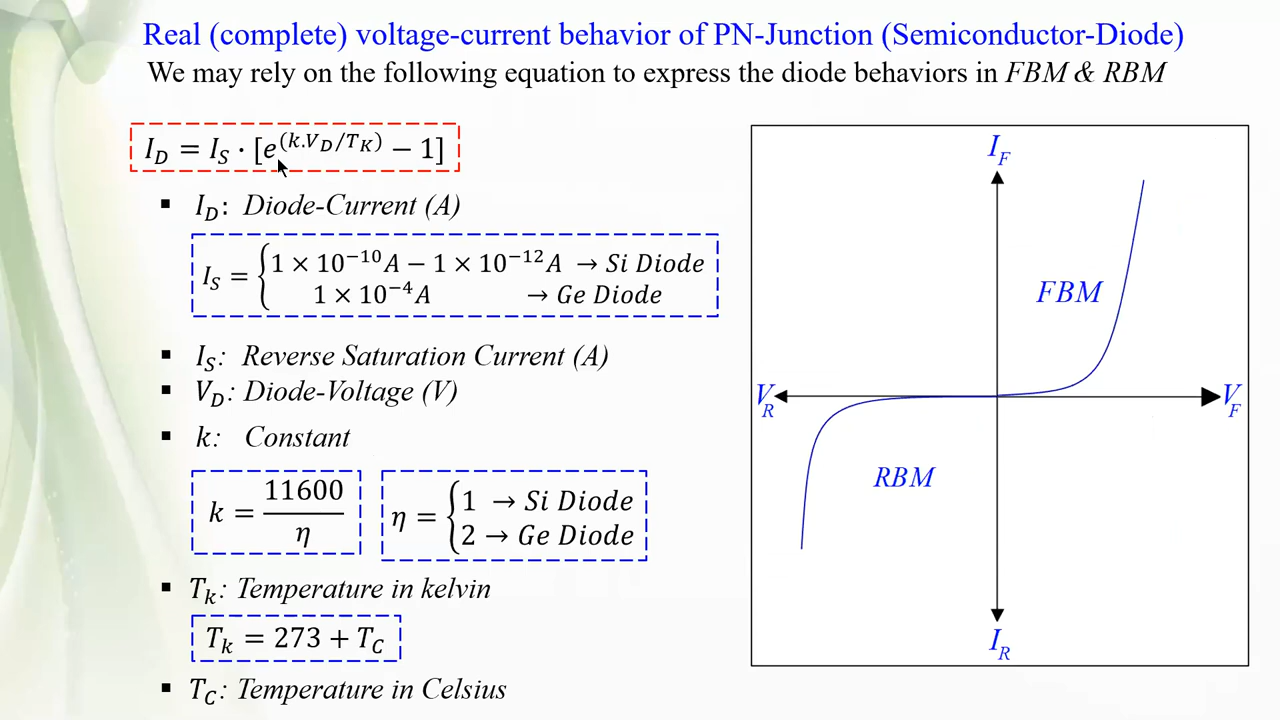 Real (complete) voltage-current behavior of PN-Junction (Semiconductor-Diode)
We may rely on the following equation to express the diode behaviors in FBM & RBM
I_D = I_S · [e^(k.V_D/T_K) − 1]
▪ I_D: Diode-Current (A)
I_S = { 1 × 10^−10 A − 1 × 10^−12 A → Si Diode
1 × 10^−4 A → Ge Diode
▪ I_S: Reverse Saturation Current (A)
▪ V_D: Diode-Voltage (V)
▪ k: Constant
k = 11600/η
η = { 1 → Si Diode
2 → Ge Diode
▪ T_k: Temperature in kelvin
T_k = 273 + T_C
▪ T_C: Temperature in Celsius
I_F
FBM
V_R
V_F
RBM
I_R